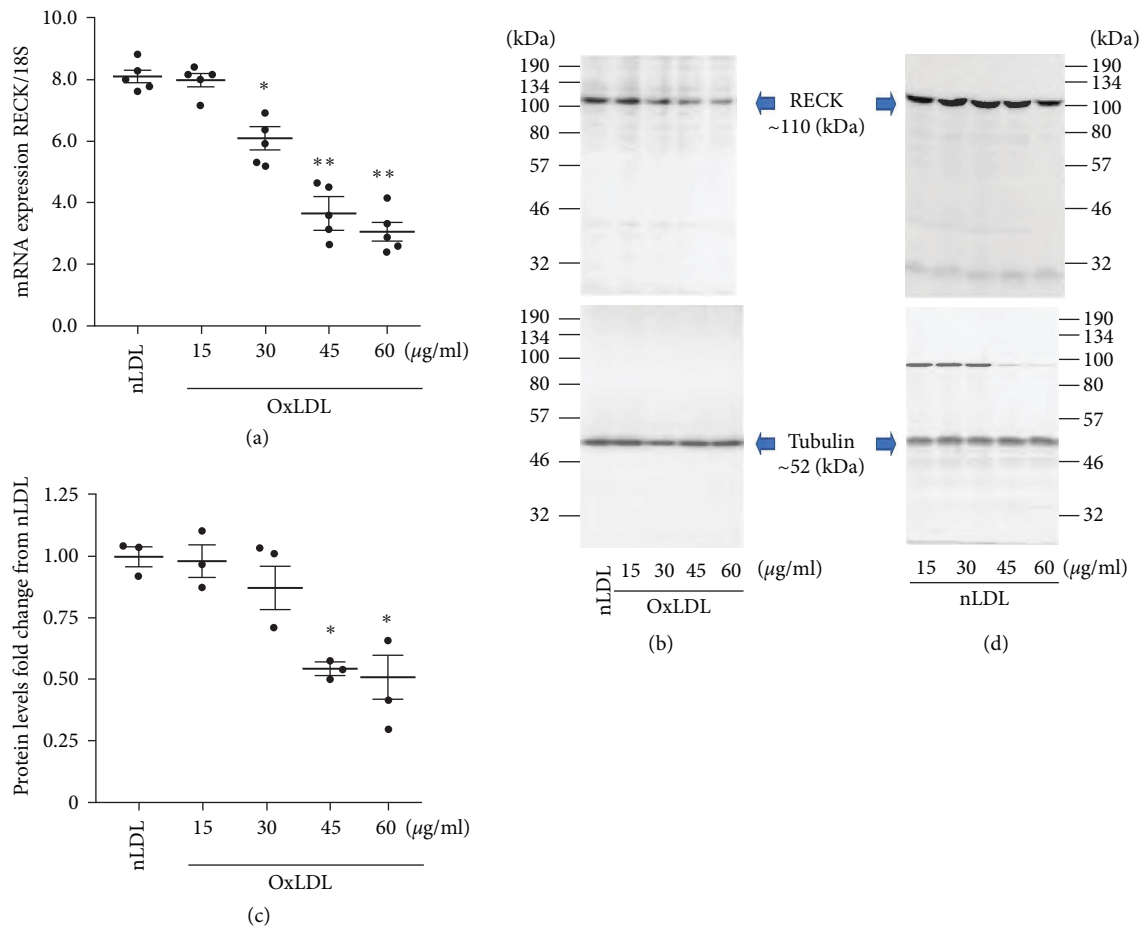 10.0
8.0
6.0
4.0
2.0
0.0
mRNA expression RECK/18S
*
**
**
nLDL
15 30 45 60 (μg/ml)
OxLDL
(a)
1.25
1.00
0.75
0.50
0.25
0
Protein levels fold change from nLDL
*
*
nLDL
15 30 45 60 (μg/ml)
OxLDL
(c)
(kDa)
190
134
100
80
57
46
32
190
134
100
80
57
46
32
nLDL
15 30 45 60 (μg/ml)
OxLDL
(b)
RECK
~110 (kDa)
Tubulin
~52 (kDa)
(kDa)
190
134
100
80
57
46
32
190
134
100
80
57
46
32
15 30 45 60 (μg/ml)
nLDL
(d)